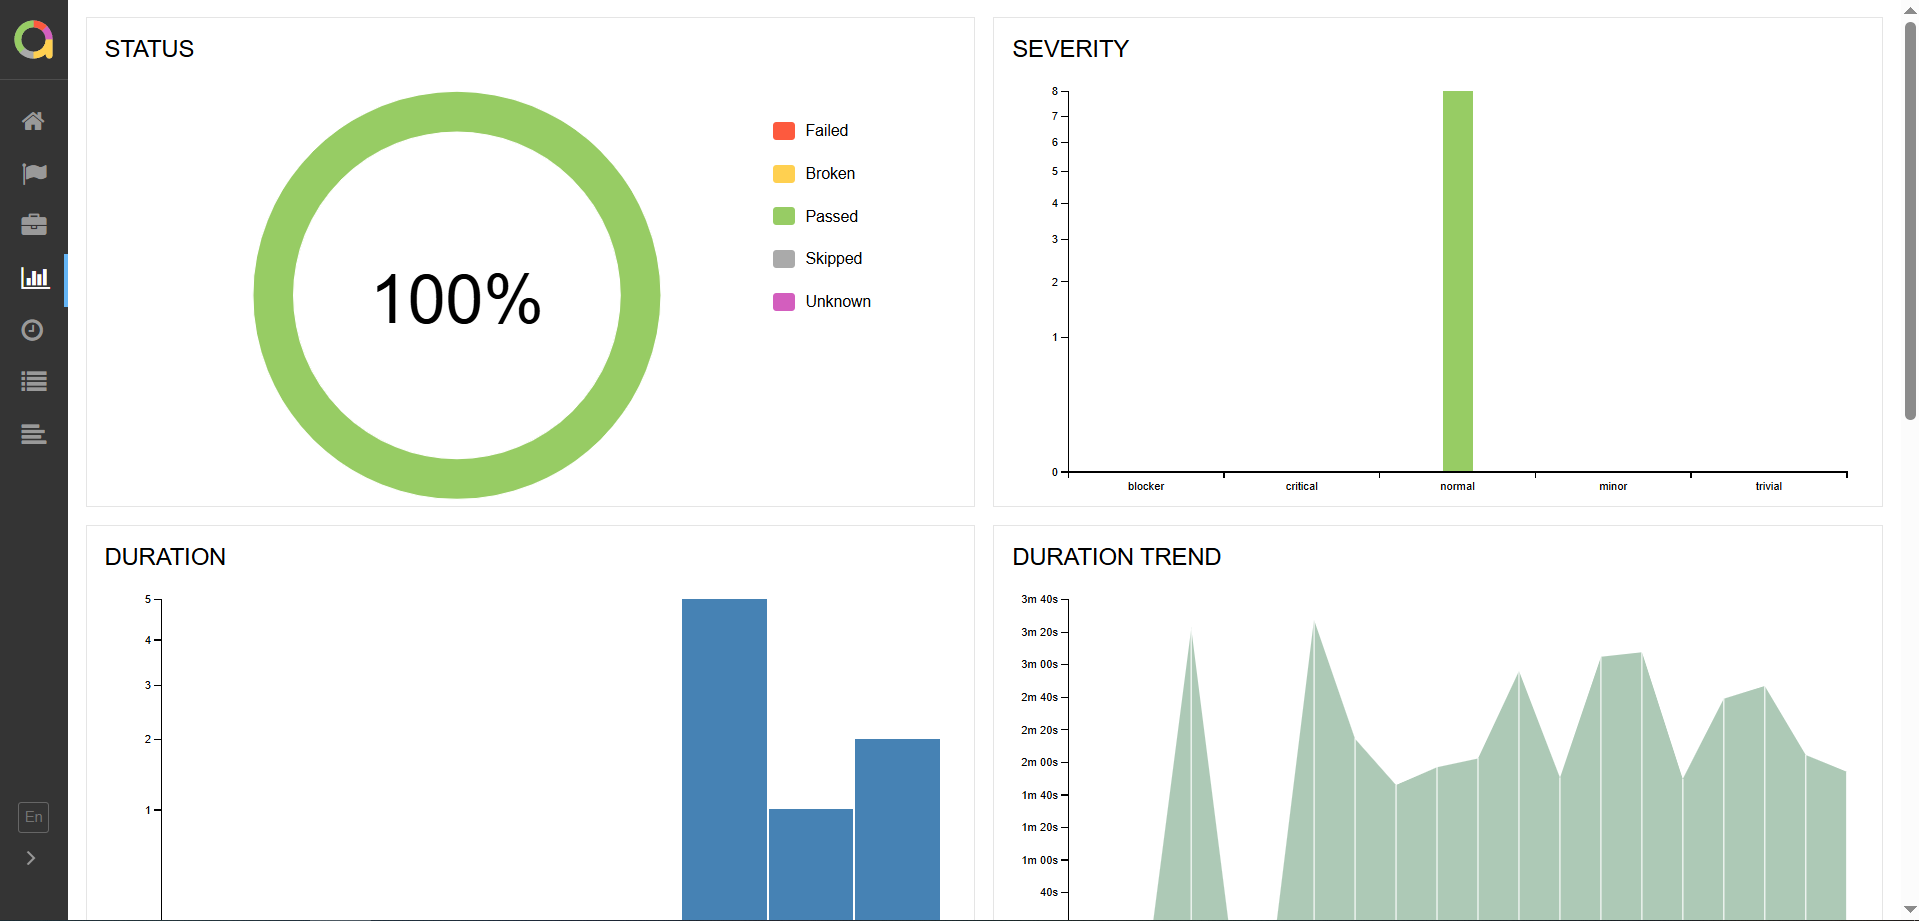 STATUS
100%
Failed
Broken
Passed
Skipped
Unknown
SEVERITY
8
7
6
5
4
3
2
1
0
blocker critical normal minor trivial
DURATION
5
4
3
2
1
DURATION TREND
3m 40s
3m 20s
3m 00s
2m 40s
2m 20s
2m 00s
1m 40s
1m 20s
1m 00s
40s
En